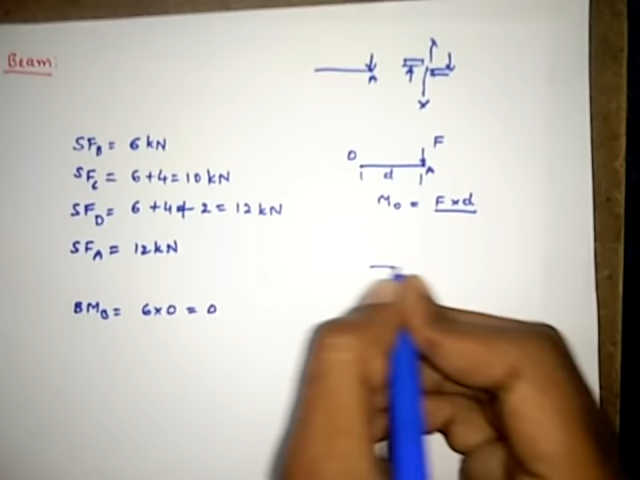 Beam:
A
x
SF_B = 6 kN
SF_C = 6+4=10 kN
SF_D = 6+4+2=12 kN
SF_A = 12 kN
F
O
d
A
M_O = F×d
BM_B = 6×0 = 0